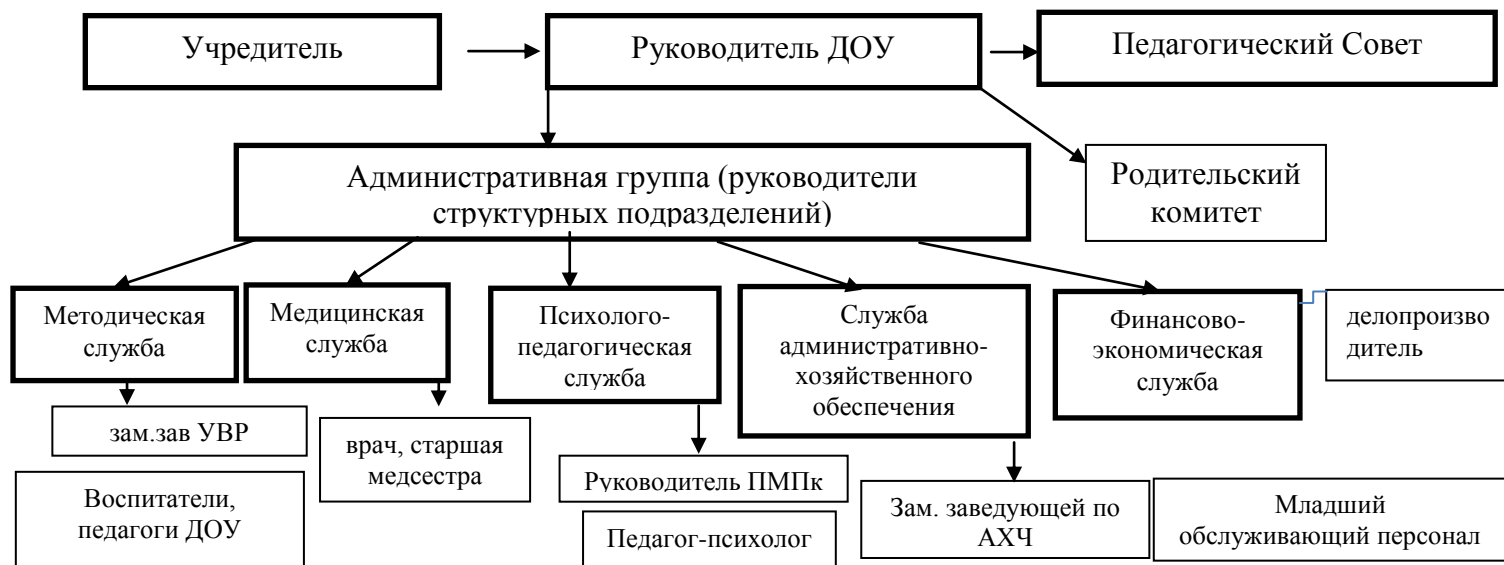 Учредитель
Руководитель ДОУ
Педагогический Совет
Административная группа (руководители
структурных подразделений)
Родительский
комитет
Методическая
служба
Медицинская
служба
Психолого-
педагогическая
служба
Служба
административно-
хозяйственного
обеспечения
Финансово-
экономическая
служба
делопроизво
дитель
зам.зав УВР
врач, старшая
медсестра
Руководитель ПМПк
Зам. заведующей по
АХЧ
Младший
обслуживающий персонал
Воспитатели,
педагоги ДОУ
Педагог-психолог